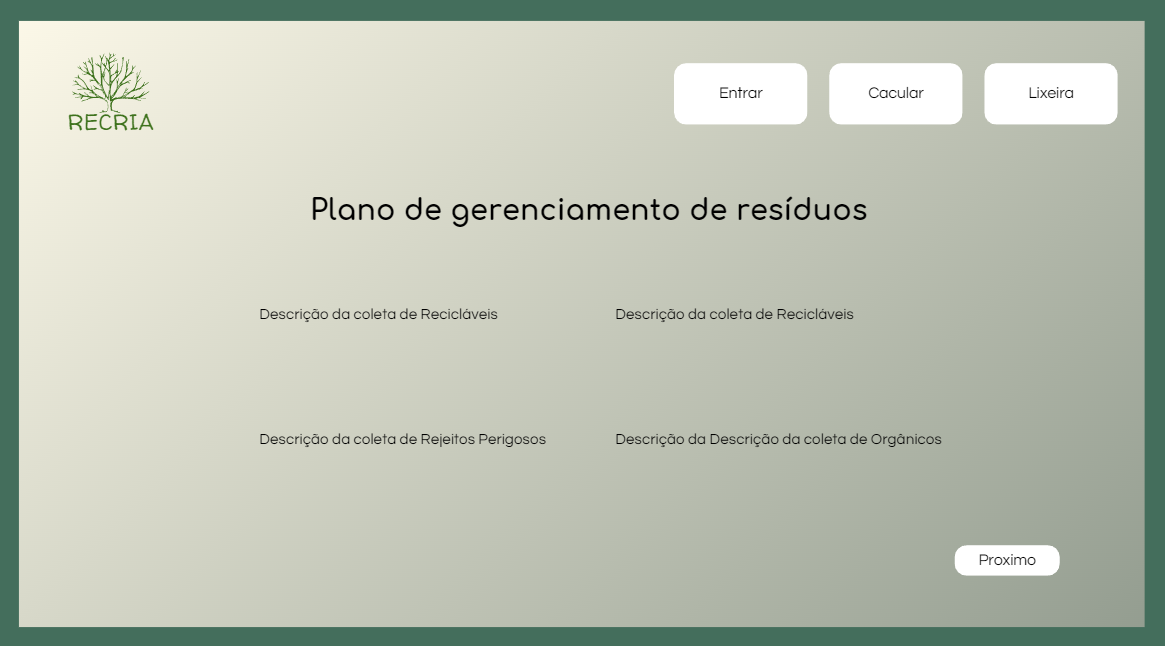 RECRIA
Entrar
Cacular
Lixeira
Plano de gerenciamento de resíduos
Descrição da coleta de Recicláveis
Descrição da coleta de Recicláveis
Descrição da coleta de Rejeitos Perigosos
Descrição da Descrição da coleta de Orgânicos
Proximo